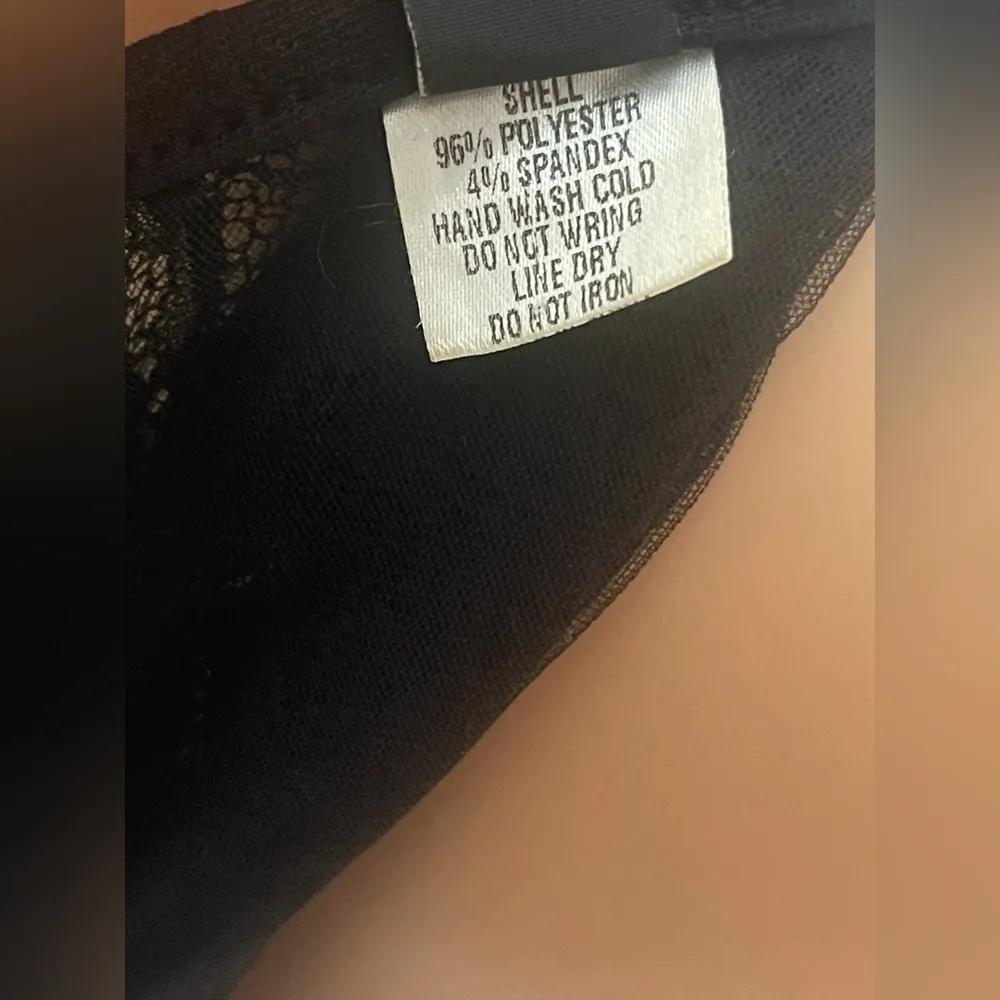 SHELL
96% POLYESTER
4% SPANDEX
HAND WASH COLD
DO NOT WRING
LINE DRY
DO NOT IRON